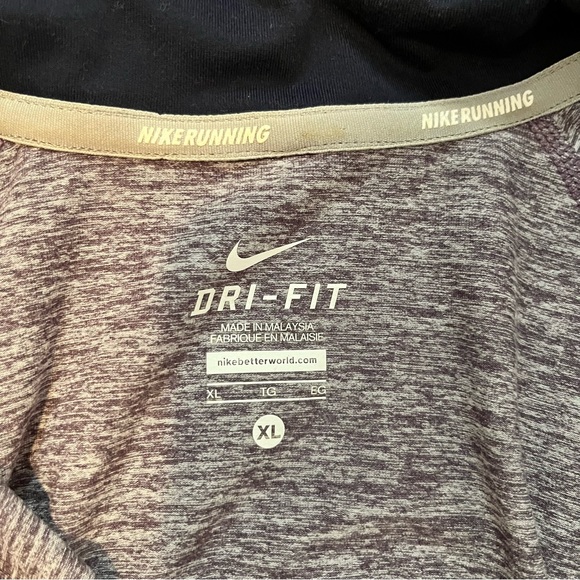 NIKERUNNING NIKERUNNING
DRI-FIT
MADE IN MALAYSIA
FABRIQUE EN MALAISIE
nikebetterworld.com
XL TG EG
XL